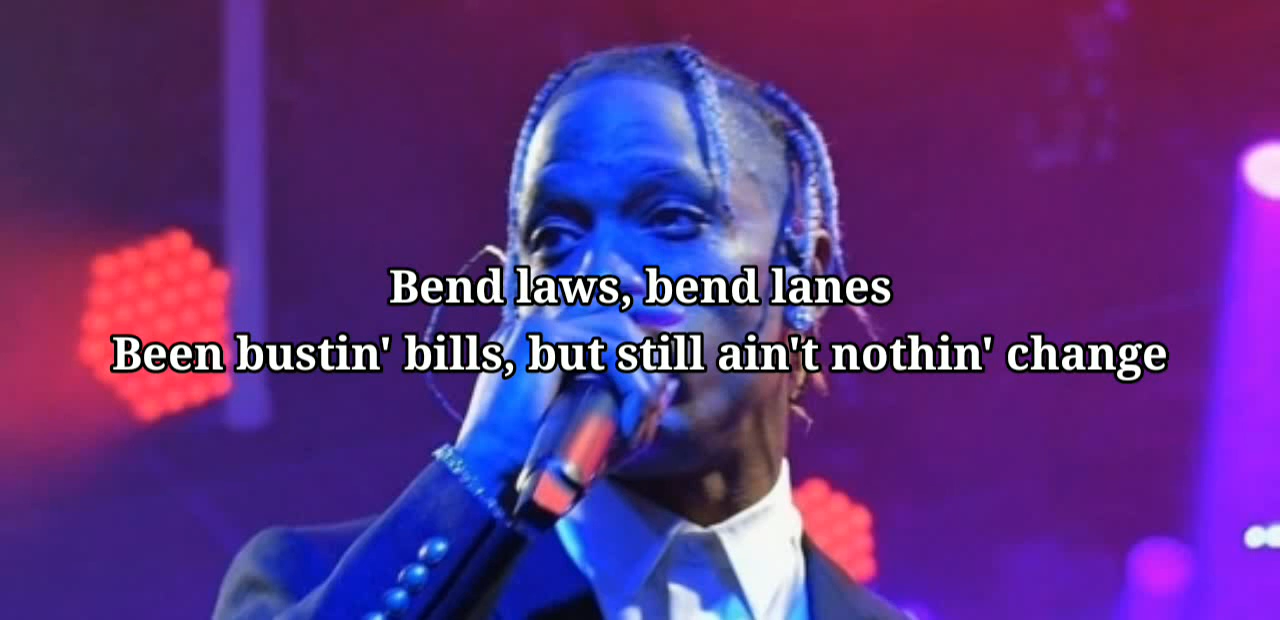 Bend laws, bend lanes
Been bustin' bills, but still ain't nothin' change